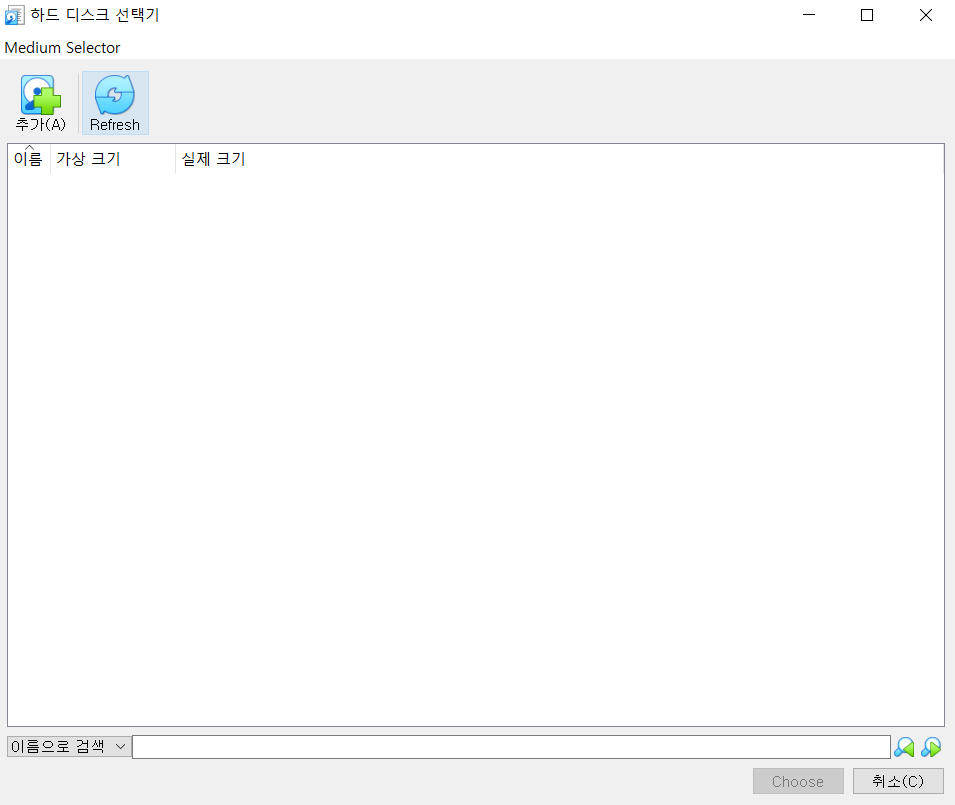 하드 디스크 선택기
Medium Selector
추가(A) Refresh
이름 가상 크기 실제 크기
이름으로 검색
Choose 취소(C)